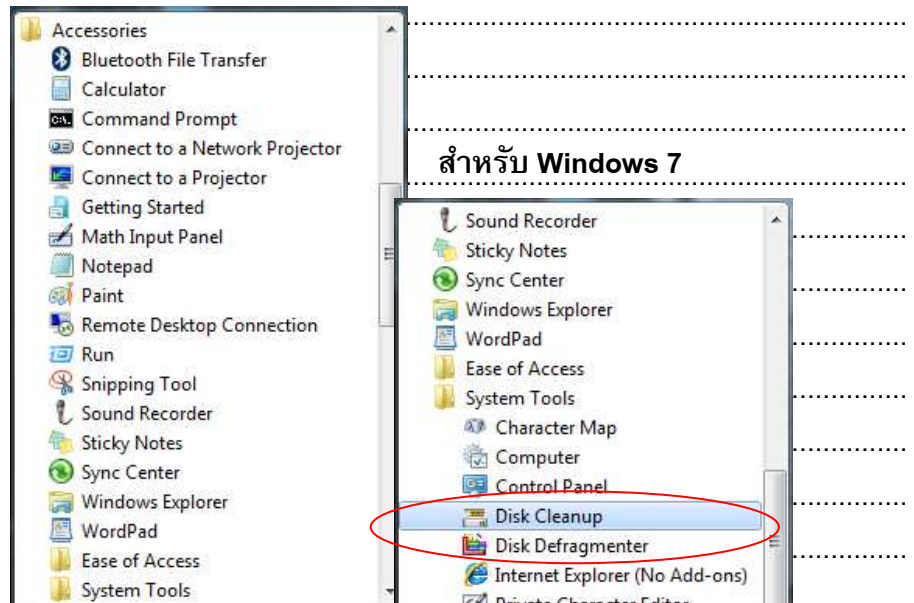 Accessories
Bluetooth File Transfer
Calculator
Command Prompt
Connect to a Network Projector
Connect to a Projector
Getting Started
Math Input Panel
Notepad
Paint
Remote Desktop Connection
Run
Snipping Tool
Sound Recorder
Sticky Notes
Sync Center
Windows Explorer
WordPad
Ease of Access
System Tools
สำหรับ Windows 7
Sound Recorder
Sticky Notes
Sync Center
Windows Explorer
WordPad
Ease of Access
System Tools
Character Map
Computer
Control Panel
Disk Cleanup
Disk Defragmenter
Internet Explorer (No Add-ons)
Private Character Editor